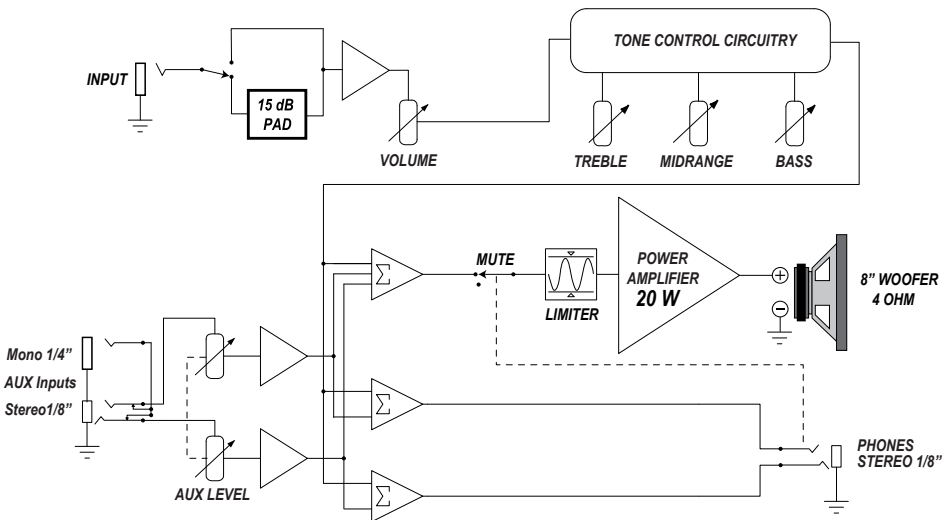 TONE CONTROL CIRCUITRY
INPUT
15 dB
PAD
VOLUME
TREBLE
MIDRANGE
BASS
Σ
MUTE
LIMITER
POWER
AMPLIFIER
20 W
+
−
8” WOOFER
4 OHM
Mono 1/4”
AUX Inputs
Stereo1/8”
AUX LEVEL
Σ
Σ
PHONES
STEREO 1/8”